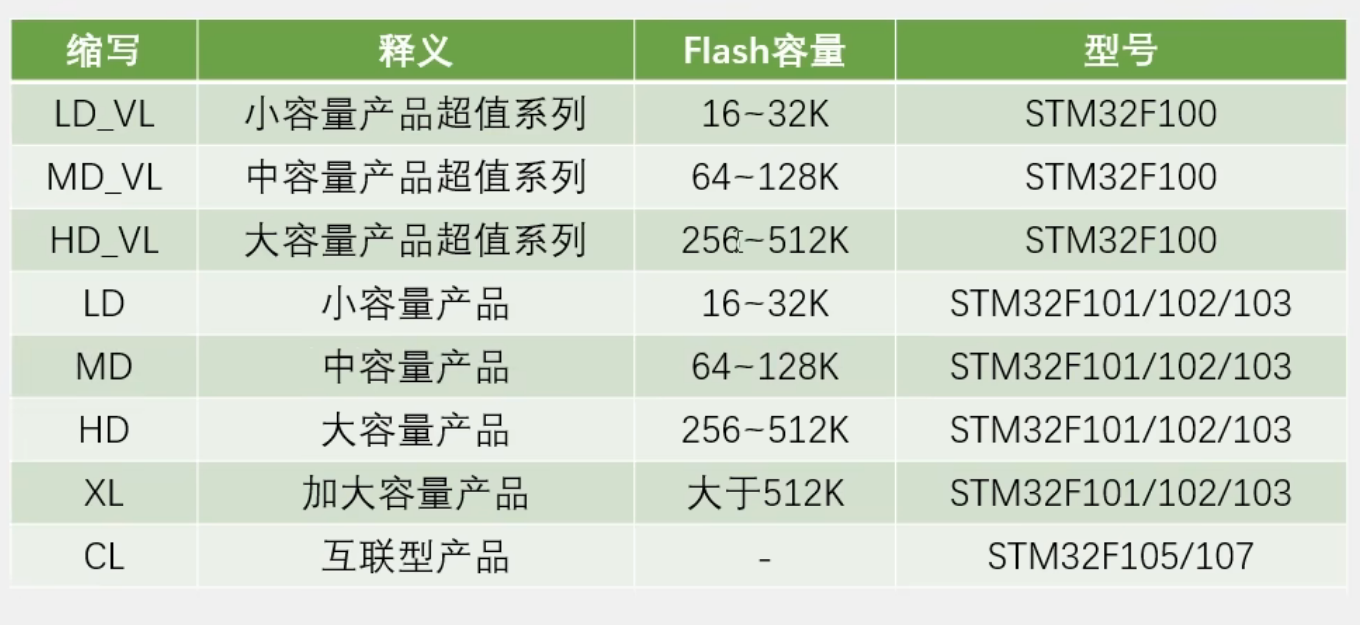 缩写 释义 Flash容量 型号
LD_VL 小容量产品超值系列 16~32K STM32F100
MD_VL 中容量产品超值系列 64~128K STM32F100
HD_VL 大容量产品超值系列 256~512K STM32F100
LD 小容量产品 16~32K STM32F101/102/103
MD 中容量产品 64~128K STM32F101/102/103
HD 大容量产品 256~512K STM32F101/102/103
XL 加大容量产品 大于512K STM32F101/102/103
CL 互联型产品 - STM32F105/107